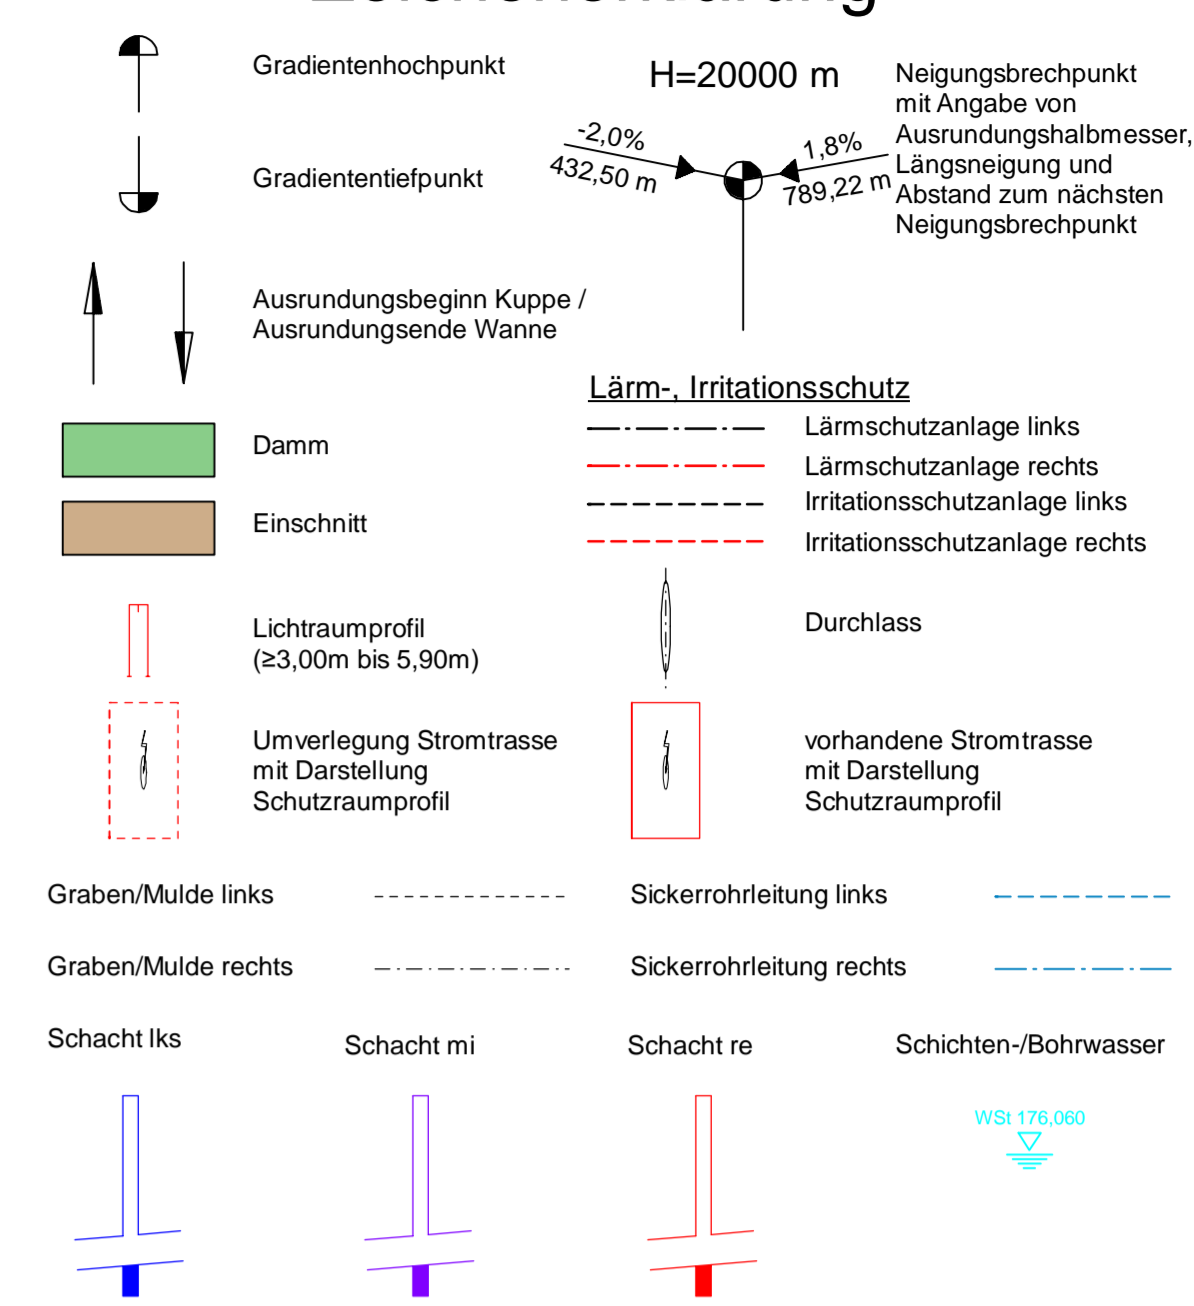 Zeichenerklärung
Gradientenhochpunkt
Gradiententiefpunkt
H=20000 m
-2,0%
432,50 m
1,8%
789,22 m
Neigungsbrechpunkt
mit Angabe von
Ausrundungshalbmesser,
Längsneigung und
Abstand zum nächsten
Neigungsbrechpunkt
Ausrundungsbeginn Kuppe /
Ausrundungsende Wanne
Damm
Einschnitt
Lärm-, Irritationsschutz
Lärmschutzanlage links
Lärmschutzanlage rechts
Irritationsschutzanlage links
Irritationsschutzanlage rechts
Lichtraumprofil
(≥3,00m bis 5,90m)
Durchlass
Umverlegung Stromtrasse
mit Darstellung
Schutzraumprofil
vorhandene Stromtrasse
mit Darstellung
Schutzraumprofil
Graben/Mulde links
Sickerrohrleitung links
Graben/Mulde rechts
Sickerrohrleitung rechts
Schacht lks
Schacht mi
Schacht re
Schichten-/Bohrwasser
WSt 176,060